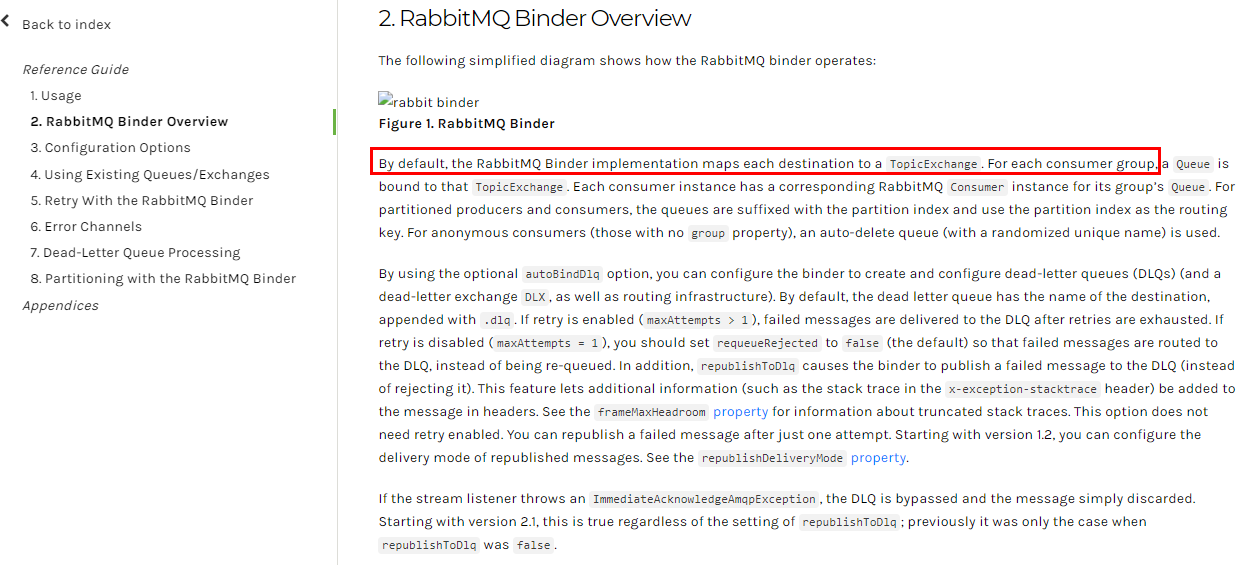 Back to index
Reference Guide
1. Usage
2. RabbitMQ Binder Overview
3. Configuration Options
4. Using Existing Queues/Exchanges
5. Retry With the RabbitMQ Binder
6. Error Channels
7. Dead-Letter Queue Processing
8. Partitioning with the RabbitMQ Binder
Appendices
2. RabbitMQ Binder Overview
The following simplified diagram shows how the RabbitMQ binder operates:
rabbit binder
Figure 1. RabbitMQ Binder
By default, the RabbitMQ Binder implementation maps each destination to a TopicExchange. For each consumer group, a Queue is
bound to that TopicExchange. Each consumer instance has a corresponding RabbitMQ Consumer instance for its group's Queue. For
partitioned producers and consumers, the queues are suffixed with the partition index and use the partition index as the routing
key. For anonymous consumers (those with no group property), an auto-delete queue (with a randomized unique name) is used.
By using the optional autoBindDlq option, you can configure the binder to create and configure dead-letter queues (DLQs) (and a
dead-letter exchange DLX, as well as routing infrastructure). By default, the dead letter queue has the name of the destination,
appended with .dlq. If retry is enabled (maxAttempts > 1), failed messages are delivered to the DLQ after retries are exhausted. If
retry is disabled (maxAttempts = 1), you should set requeueRejected to false (the default) so that failed messages are routed to
the DLQ, instead of being re-queued. In addition, republishToDlq causes the binder to publish a failed message to the DLQ (instead
of rejecting it). This feature lets additional information (such as the stack trace in the x-exception-stacktrace header) be added to
the message in headers. See the frameMaxHeadroom property for information about truncated stack traces. This option does not
need retry enabled. You can republish a failed message after just one attempt. Starting with version 1.2, you can configure the
delivery mode of republished messages. See the republishDeliveryMode property.
If the stream listener throws an ImmediateAcknowledgeAmqpException, the DLQ is bypassed and the message simply discarded.
Starting with version 2.1, this is true regardless of the setting of republishToDlq; previously it was only the case when
republishToDlq was false.